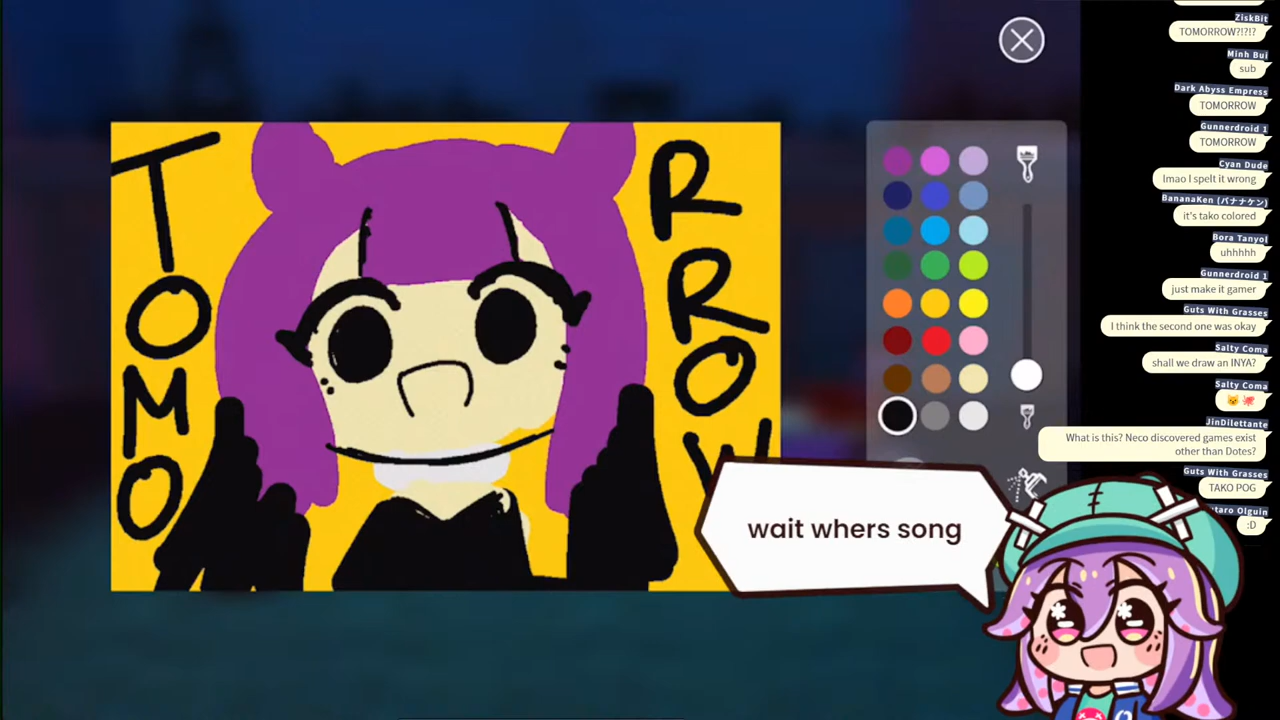 TOMO
RROW
wait whers song
ZiskBit
TOMORROW?!?!?
Minh Bui
sub
Dark Abyss Empress
TOMORROW
Gunnerdroid 1
TOMORROW
Cyan Dude
lmao I spelt it wrong
BananaKen (バナナケン)
it's tako colored
Bora Tanyol
uhhhhh
Gunnerdroid 1
just make it gamer
Guts With Grasses
I think the second one was okay
Salty Coma
shall we draw an INYA?
Salty Coma
🐱🐙
JinDilettante
What is this? Neco discovered games exist
other than Dotes?
Guts With Grasses
TAKO POG
utaro Olguin
:D